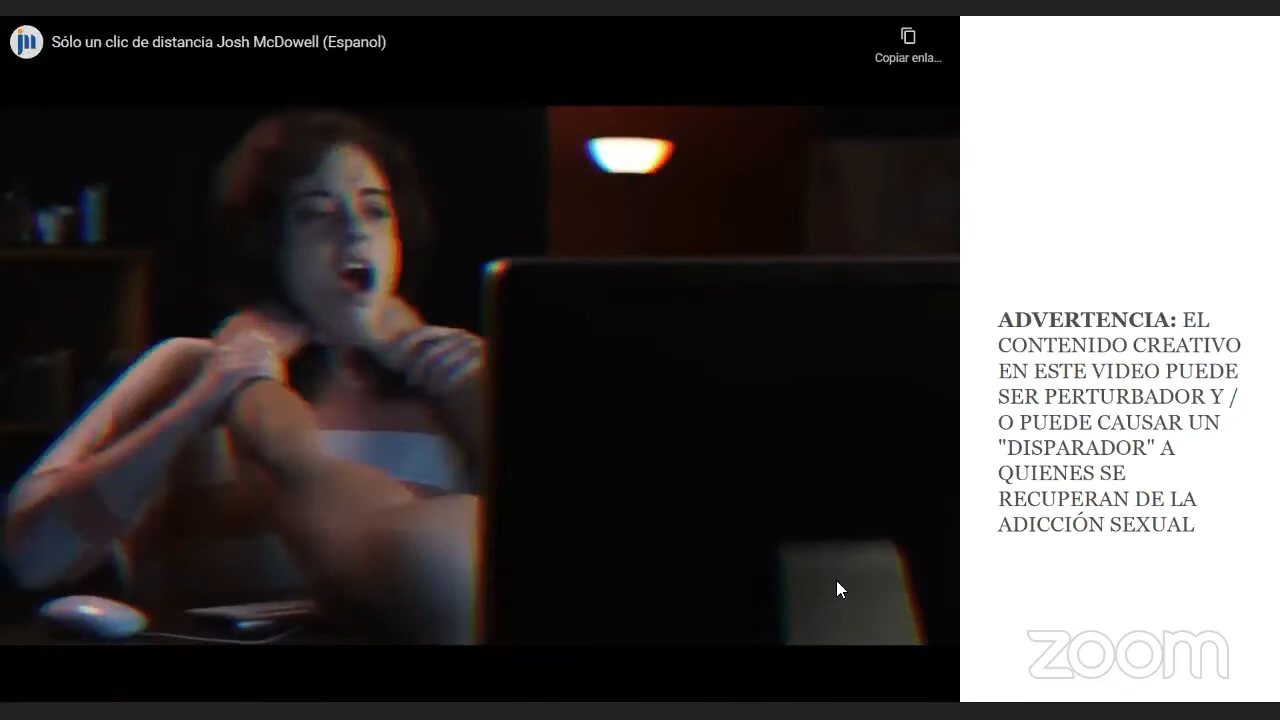 Sólo un clic de distancia Josh McDowell (Espanol)
Copiar enla...
ADVERTENCIA: EL
CONTENIDO CREATIVO
EN ESTE VIDEO PUEDE
SER PERTURBADOR Y /
O PUEDE CAUSAR UN
"DISPARADOR" A
QUIENES SE
RECUPERAN DE LA
ADICCIÓN SEXUAL
zoom